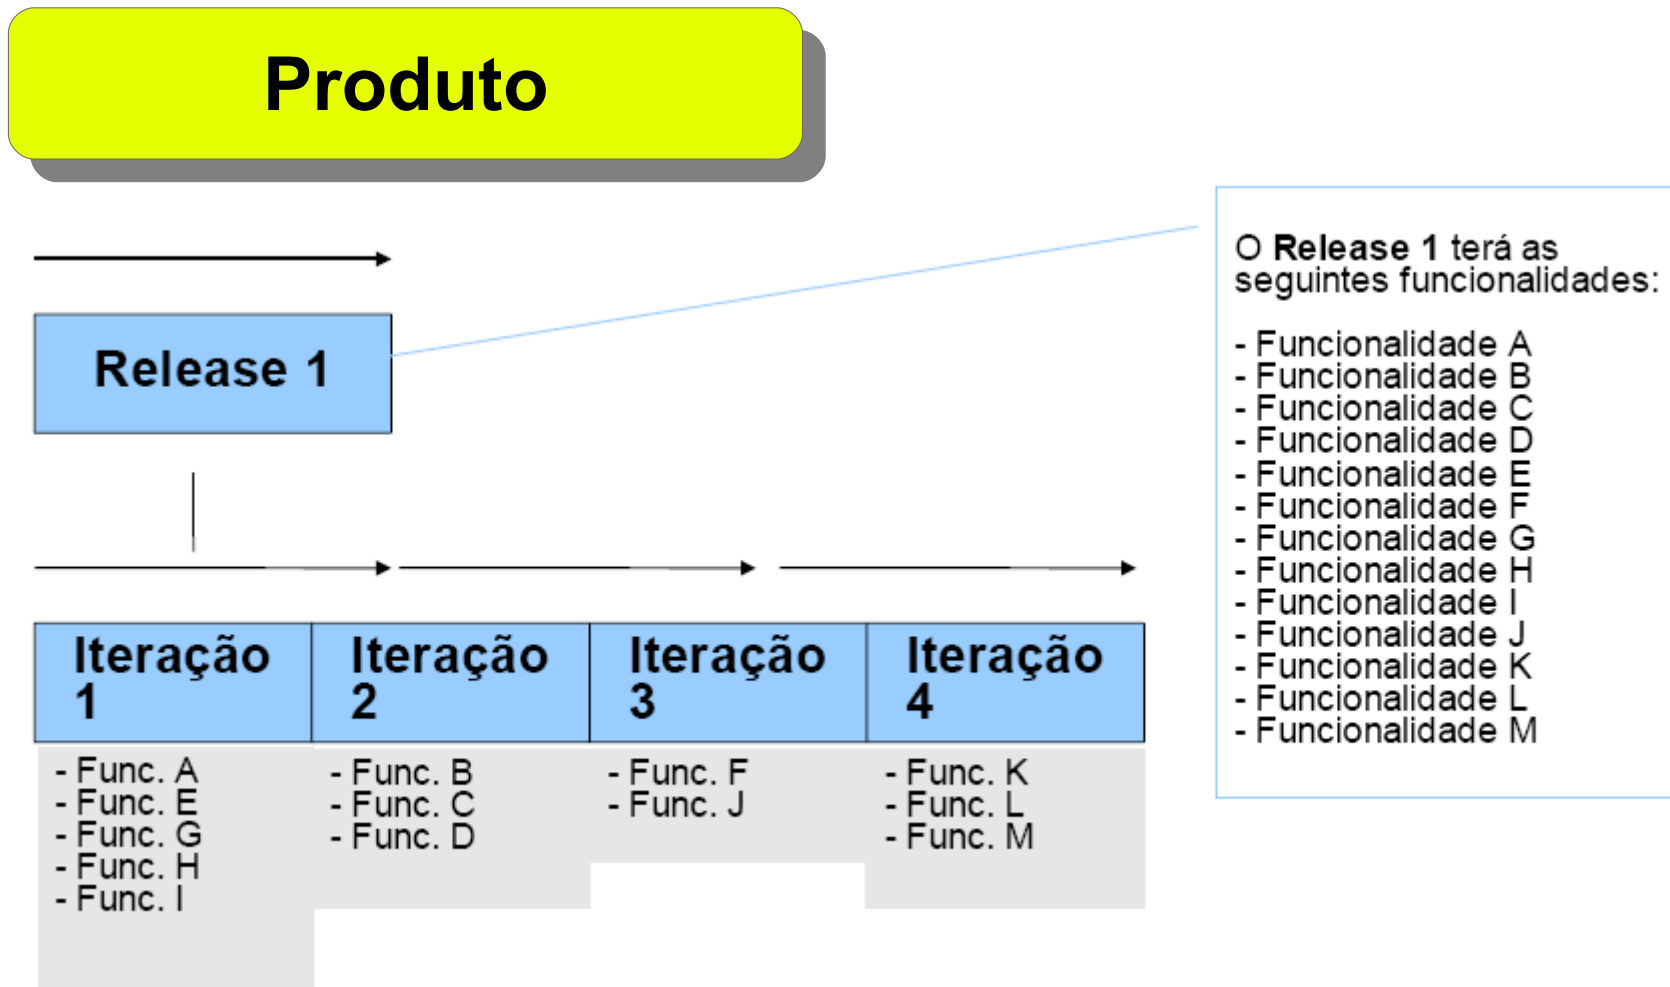 Produto
Release 1
O Release 1 terá as
seguintes funcionalidades:
- Funcionalidade A
- Funcionalidade B
- Funcionalidade C
- Funcionalidade D
- Funcionalidade E
- Funcionalidade F
- Funcionalidade G
- Funcionalidade H
- Funcionalidade I
- Funcionalidade J
- Funcionalidade K
- Funcionalidade L
- Funcionalidade M
Iteração
1
- Func. A
- Func. E
- Func. G
- Func. H
- Func. I
Iteração
2
- Func. B
- Func. C
- Func. D
Iteração
3
- Func. F
- Func. J
Iteração
4
- Func. K
- Func. L
- Func. M